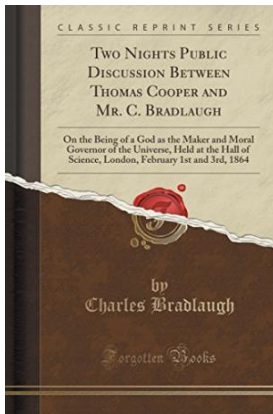 CLASSIC REPRINT SERIES
TWO NIGHTS PUBLIC
DISCUSSION BETWEEN
THOMAS COOPER AND
MR. C. BRADLAUGH
On the Being of a God as the Maker and Moral
Governor of the Universe, Held at the Hall of
Science, London, February 1st and 3rd, 1864
by
Charles Bradlaugh
Forgotten Books